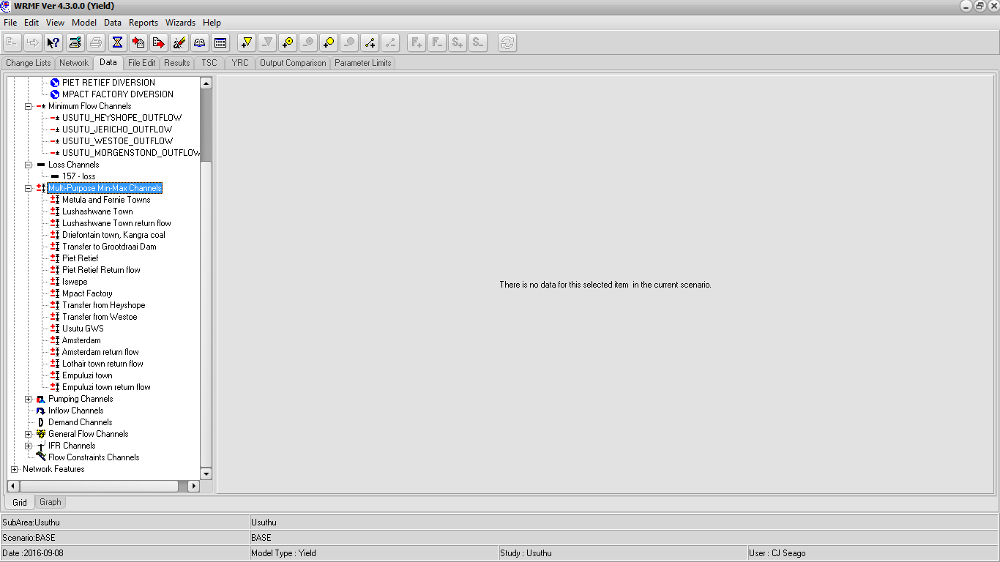 WRMF Ver 4.3.0.0 (Yield)
File Edit View Model Data Reports Wizards Help
Change Lists Network Data File Edit Results TSC YRC Output Comparison Parameter Limits
PIET RETIEF DIVERSION
MPACT FACTORY DIVERSION
Minimum Flow Channels
USUTU_HEYSHOPE_OUTFLOW
USUTU_JERICHO_OUTFLOW
USUTU_WESTOE_OUTFLOW
USUTU_MORGENSTOND_OUTFLOW
Loss Channels
157 - loss
Multi-Purpose Min-Max Channels
Metula and Fernie Towns
Lushashwane Town
Lushashwane Town return flow
Driefontain town, Kangra coal
Transfer to Grootdraai Dam
Piet Retief
Piet Retief Return flow
Iswepe
Mpact Factory
Transfer from Heyshope
Transfer from Westoe
Usutu GWS
Amsterdam
Amsterdam return flow
Lothair town return flow
Empuluzi town
Empuluzi town return flow
Pumping Channels
Inflow Channels
Demand Channels
General Flow Channels
IFR Channels
Flow Constraints Channels
Network Features
There is no data for this selected item in the current scenario.
Grid Graph
SubArea:Usuthu Usuthu
Scenario:BASE BASE
Date :2016-09-08 Model Type : Yield Study : Usuthu User : CJ Seago